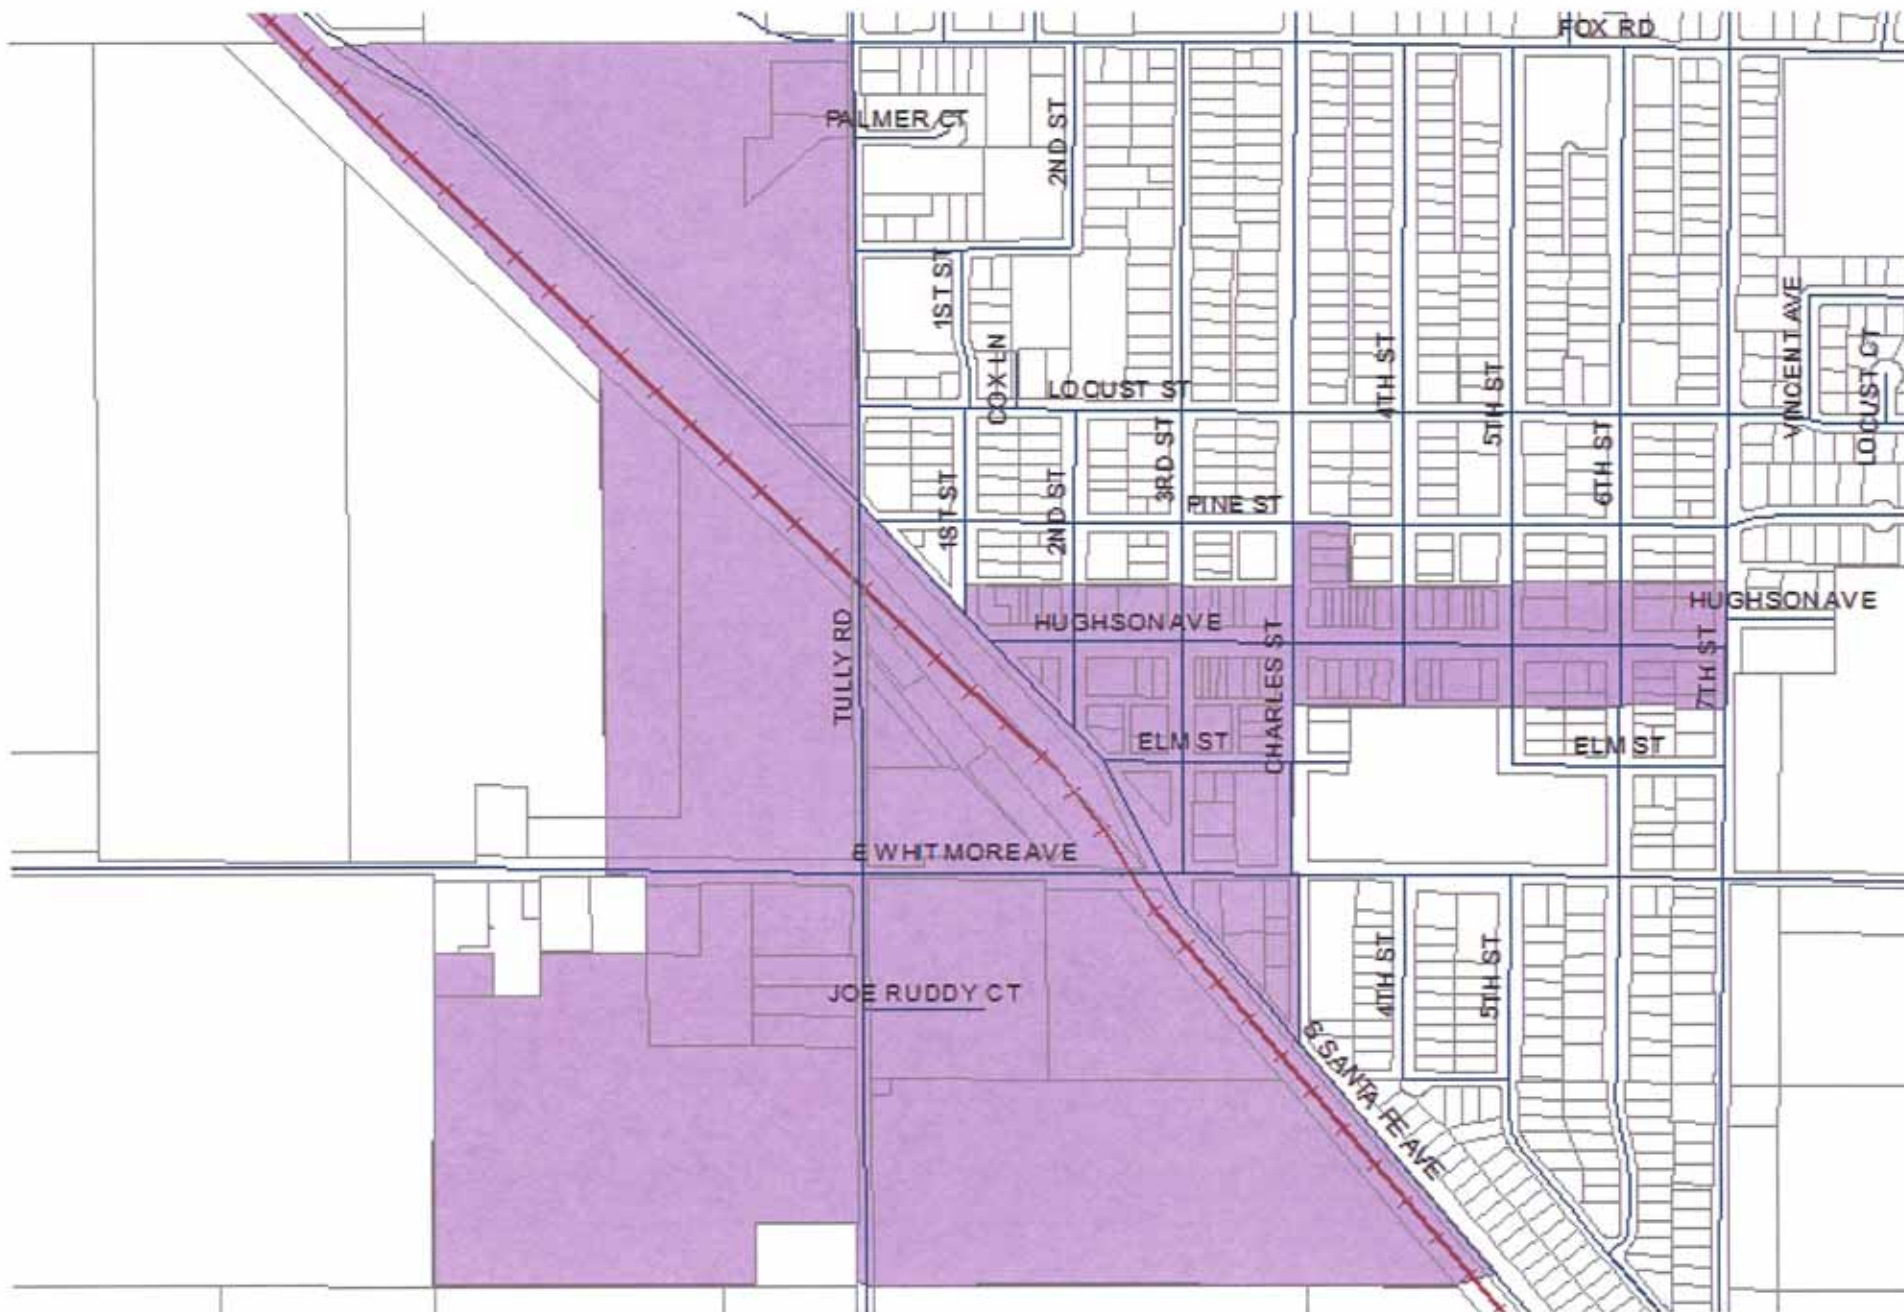 FOX RD
PALMER CT
2ND ST
1ST ST
COX LN
LOCUST ST
4TH ST
5TH ST
VINCENT AVE
LOCUST CT
1ST ST
2ND ST
3RD ST
PINE ST
6TH ST
HUGHSON AVE
HUGHSON AVE
TULLY RD
CHARLES ST
7TH ST
ELM ST
ELM ST
E WHITMORE AVE
JOE RUDDY CT
4TH ST
5TH ST
S SANTA FE AVE